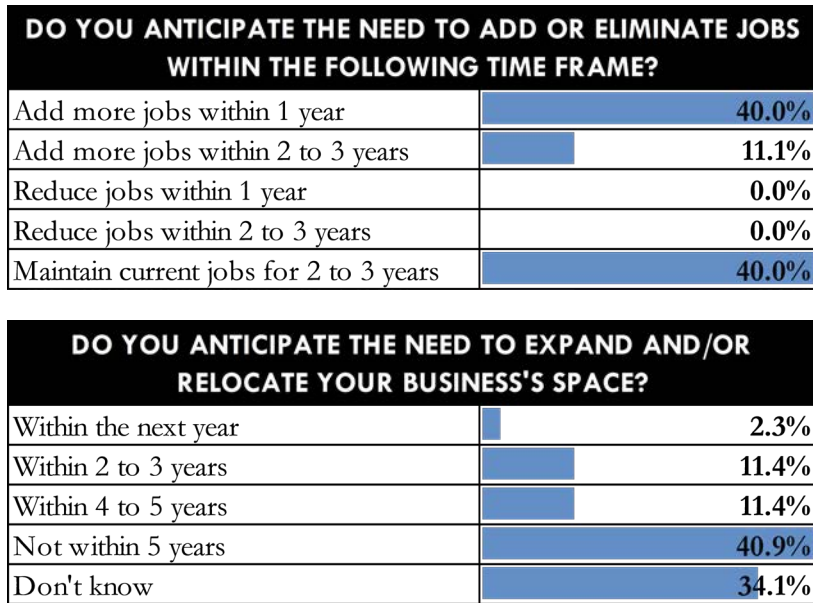 DO YOU ANTICIPATE THE NEED TO ADD OR ELIMINATE JOBS
WITHIN THE FOLLOWING TIME FRAME?
Add more jobs within 1 year 40.0%
Add more jobs within 2 to 3 years 11.1%
Reduce jobs within 1 year 0.0%
Reduce jobs within 2 to 3 years 0.0%
Maintain current jobs for 2 to 3 years 40.0%
DO YOU ANTICIPATE THE NEED TO EXPAND AND/OR
RELOCATE YOUR BUSINESS'S SPACE?
Within the next year 2.3%
Within 2 to 3 years 11.4%
Within 4 to 5 years 11.4%
Not within 5 years 40.9%
Don't know 34.1%